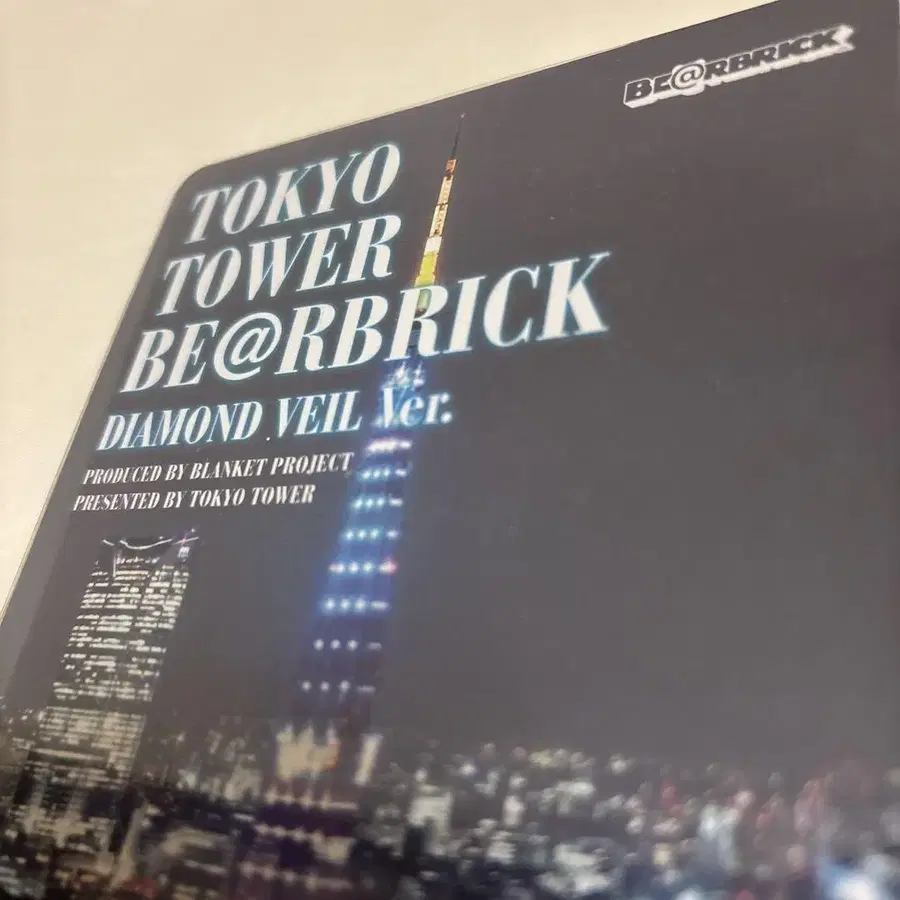 BE@RBRICK
TOKYO
TOWER
BE@RBRICK
DIAMOND VEIL Ver.
PRODUCED BY BLANKET PROJECT
PRESENTED BY TOKYO TOWER